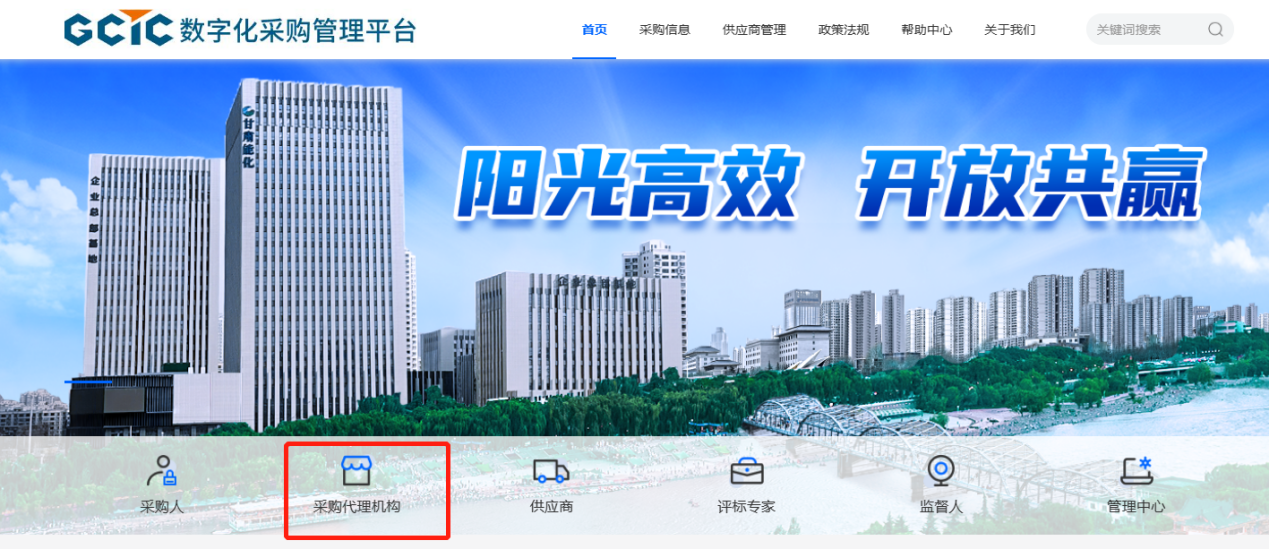 GCTC 数字化采购管理平台
首页 采购信息 供应商管理 政策法规 帮助中心 关于我们 关键词搜索
甘肃能化
企业总部基地
阳光高效 开放共赢
采购人 采购代理机构 供应商 评标专家 监督人 管理中心